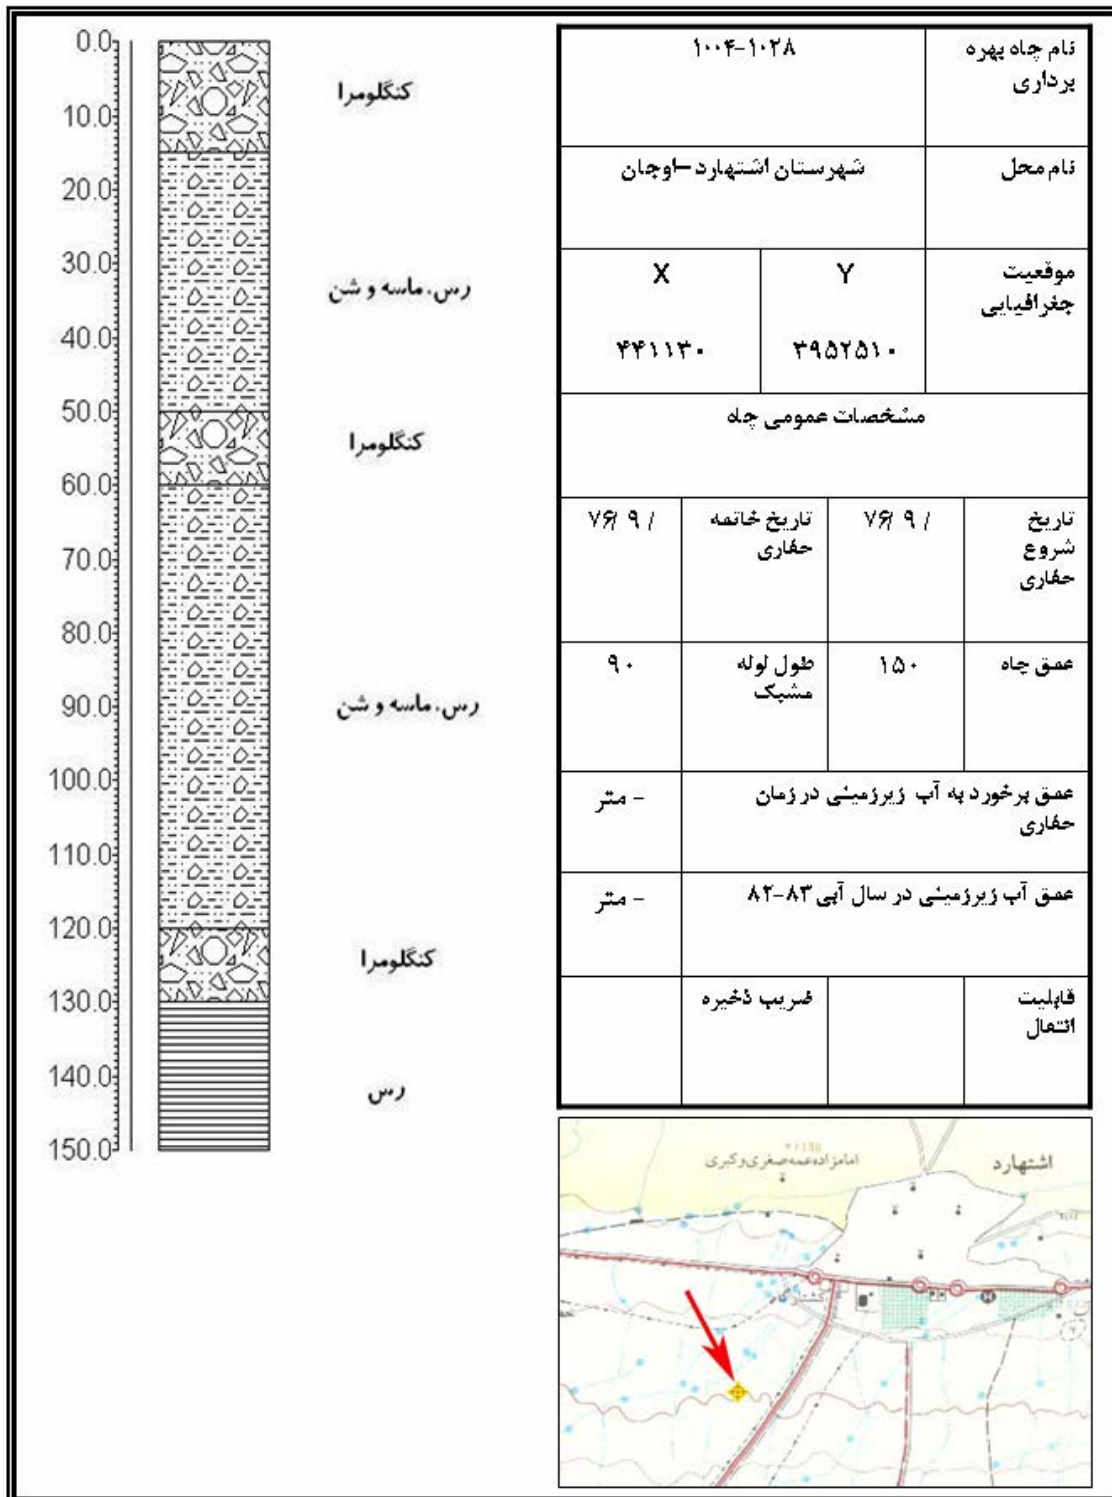 0.0
10.0
20.0
30.0
40.0
50.0
60.0
70.0
80.0
90.0
100.0
110.0
120.0
130.0
140.0
150.0
کنگلومرا
رس، ماسه و شن
کنگلومرا
رس، ماسه و شن
کنگلومرا
رس
نام چاه بهره برداری
۱۰۰۴-۱۰۲۸
نام محل
شهرستان اشتهارد –اوجان
موقعیت جغرافیایی
Y
X
۳۹۵۲۵۱۰
۴۴۱۱۳۰
مشخصات عمومی چاه
تاریخ شروع حفاری
/ ۷۶/ ۹
تاریخ خاتمه حفاری
/ ۷۶/ ۹
عمق چاه
۱۵۰
طول لوله مشبک
۹۰
عمق برخورد به آب زیرزمینی در زمان حفاری
- متر
عمق آب زیرزمینی در سال آبی ۸۳-۸۲
- متر
قابلیت انتقال
ضریب ذخیره
اشتهارد
امامزاده عمه صغری و کبری